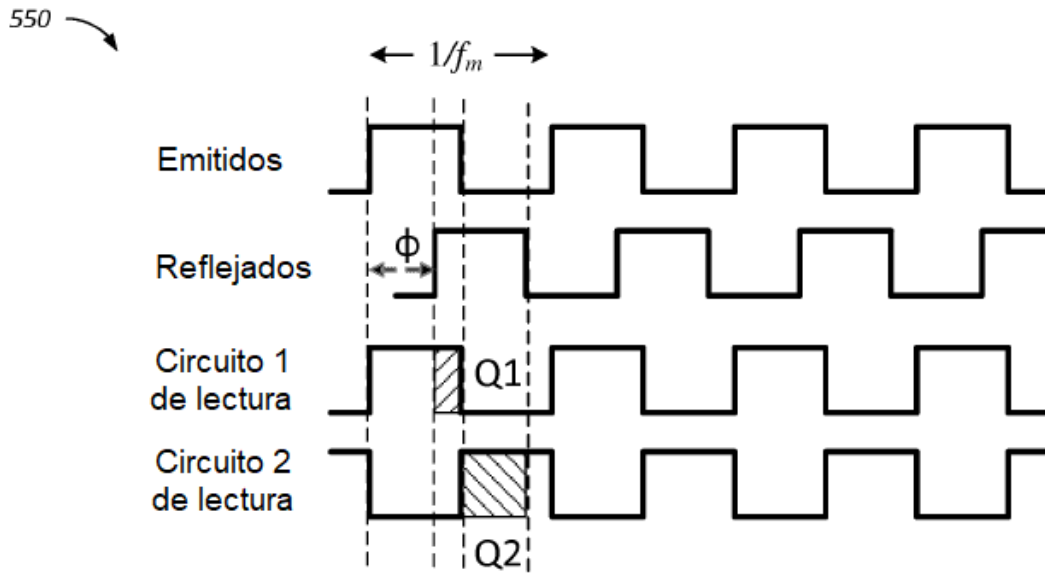 550
1/fm
Emitidos
ϕ
Reflejados
Circuito 1
de lectura
Q1
Circuito 2
de lectura
Q2